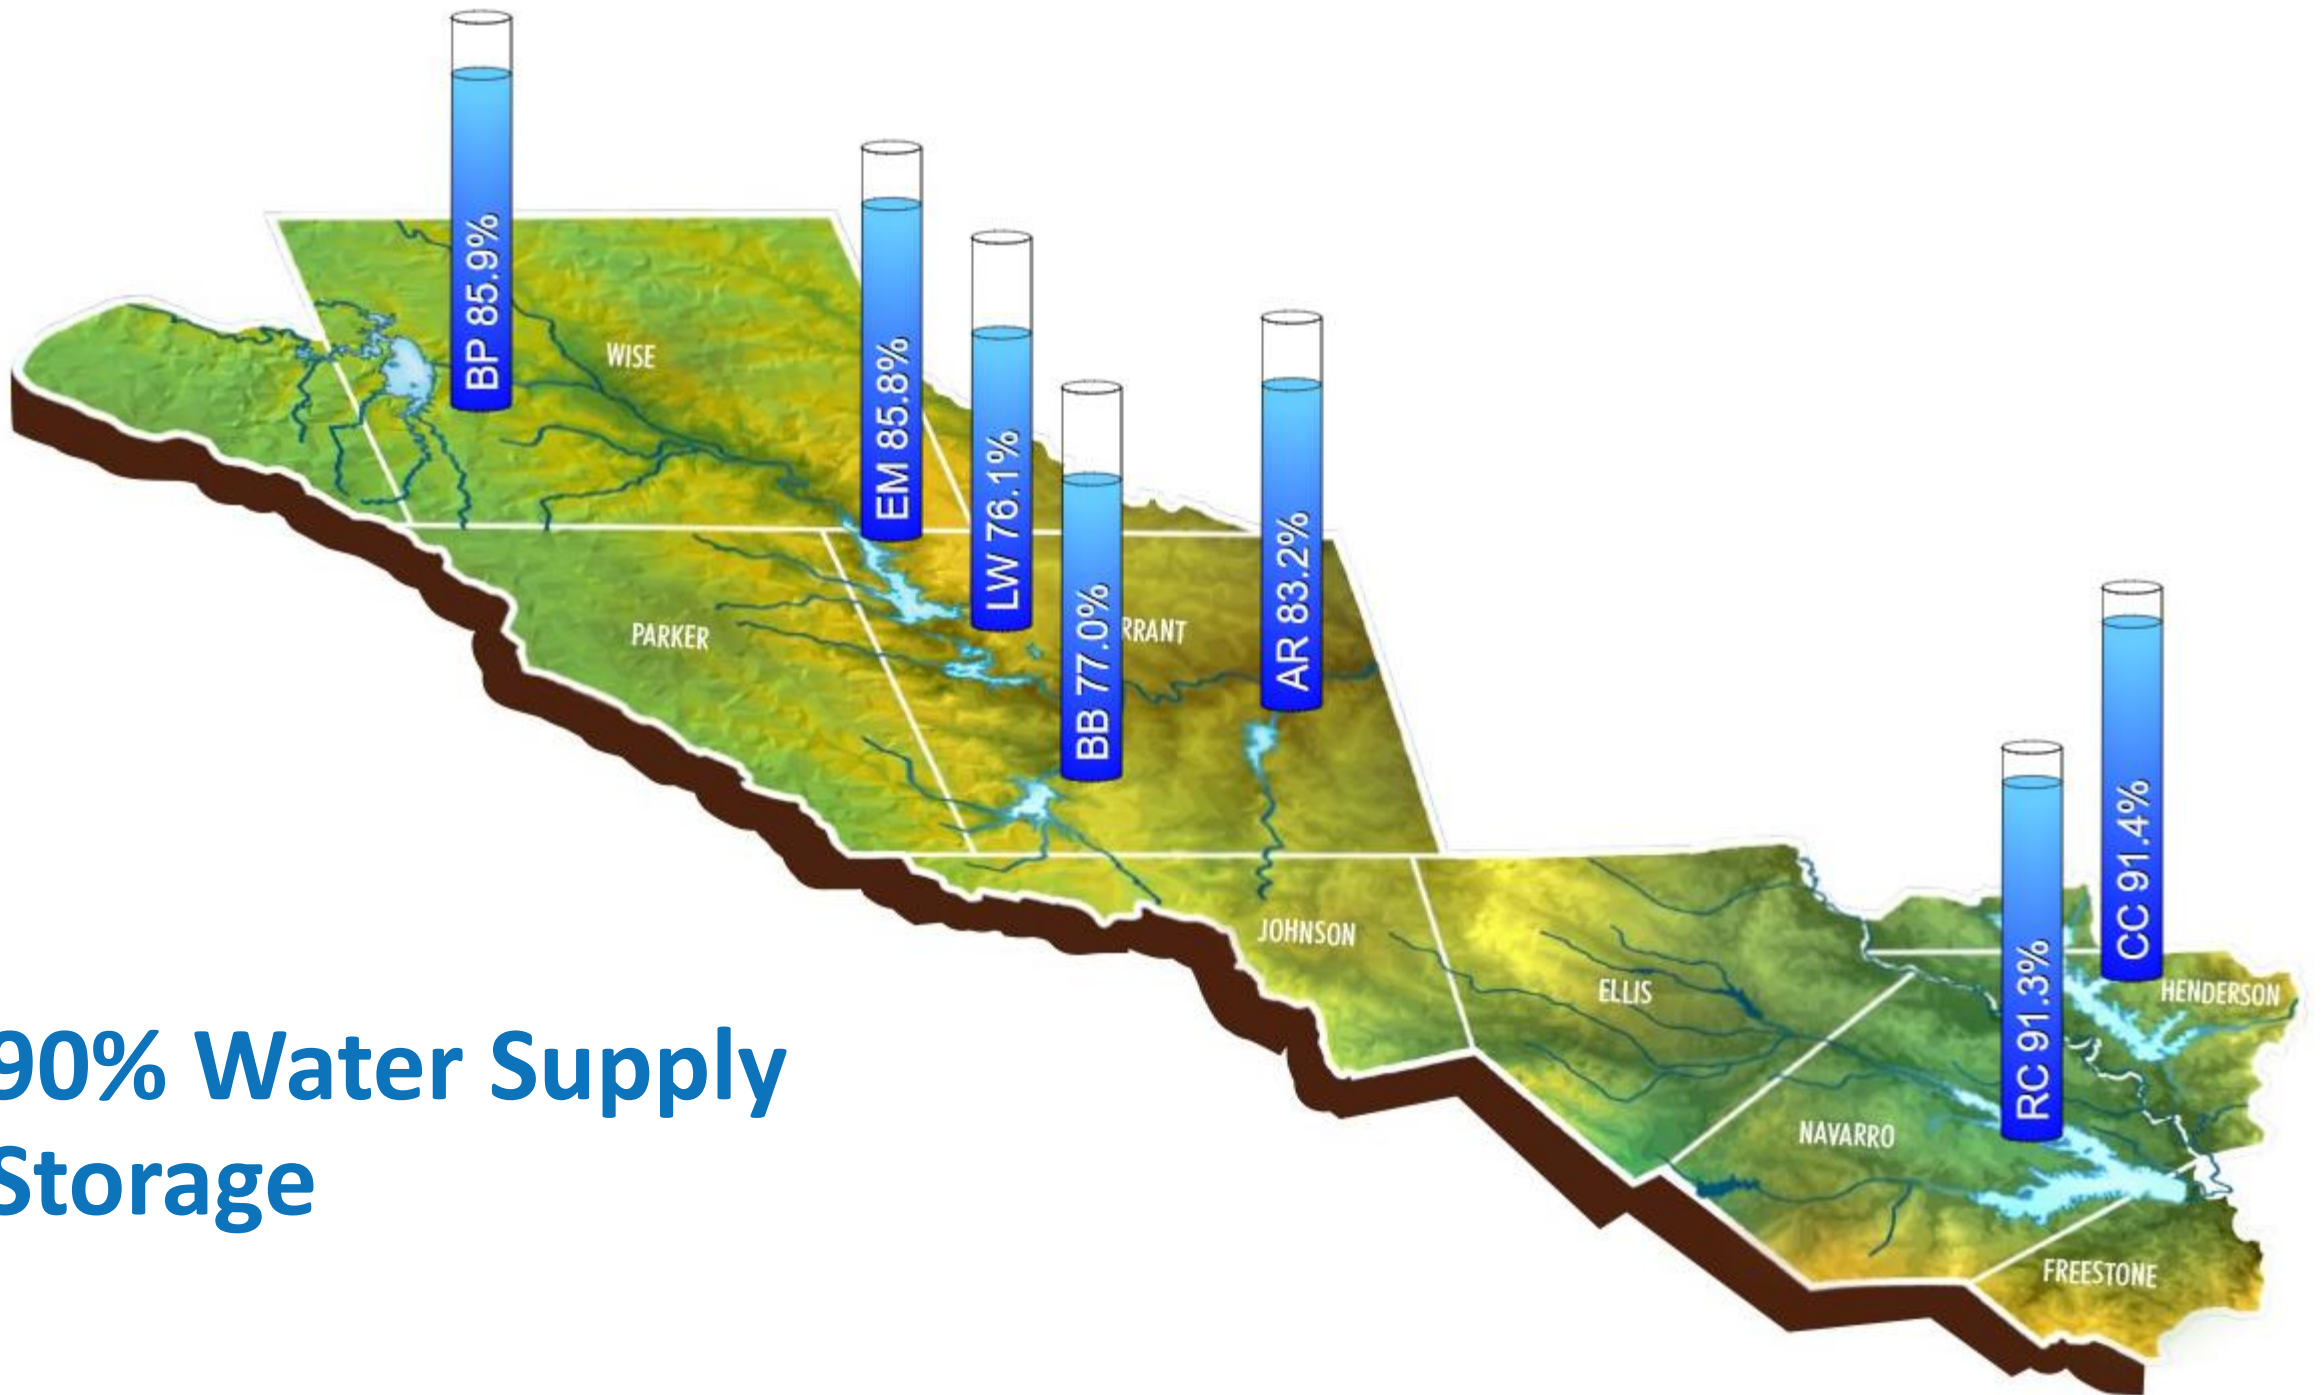 BP 85.9%
EM 85.8%
LW 76.1%
BB 77.0%
AR 83.2%
CC 91.4%
RC 91.3%
WISE
PARKER
RRANT
JOHNSON
ELLIS
HENDERSON
NAVARRO
FREESTONE
90% Water Supply
Storage